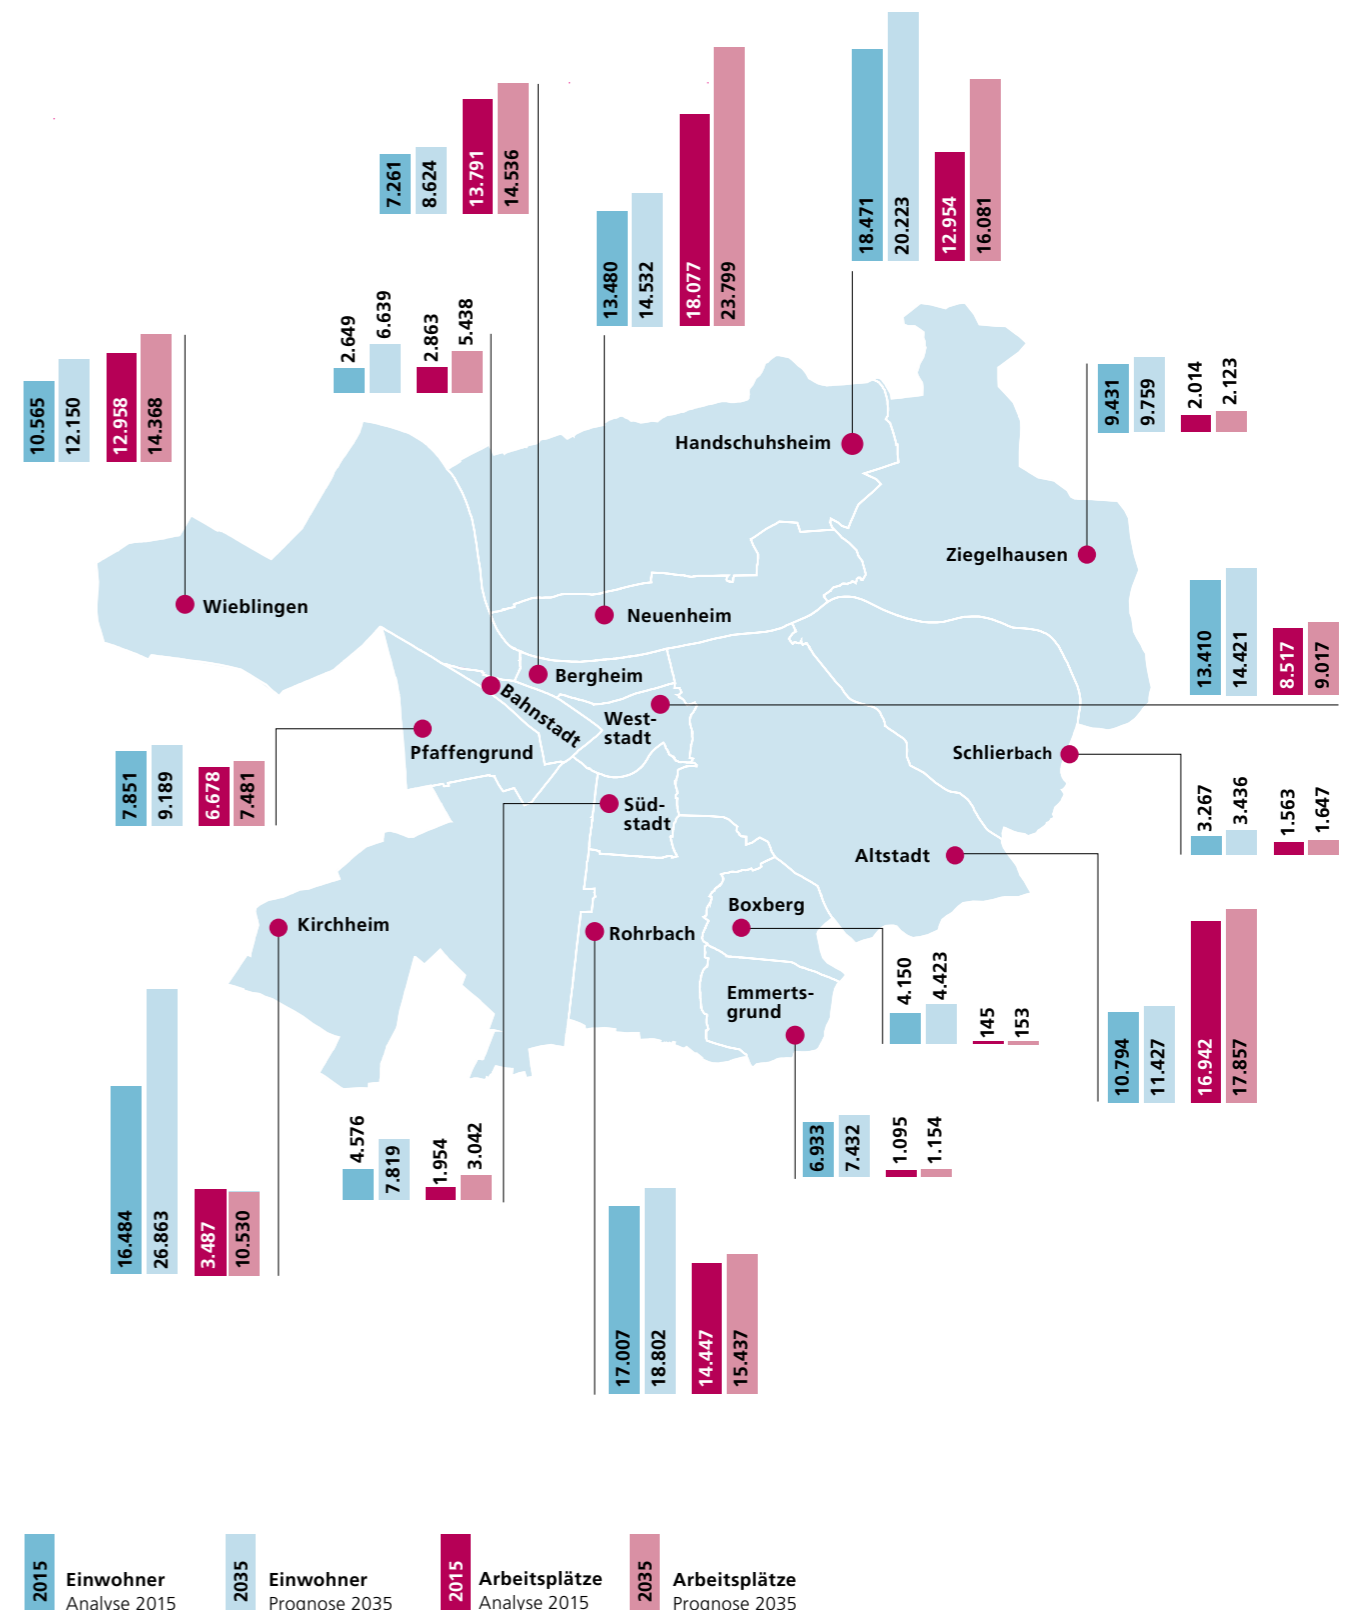 7.261
8.624
13.791
14.536
13.480
14.532
18.077
23.799
18.471
20.223
12.954
16.081
2.649
6.639
2.863
5.438
10.565
12.150
12.958
14.368
9.431
9.759
2.014
2.123
Handschuhsheim
Ziegelhausen
Wieblingen
Neuenheim
Bergheim
Bahnstadt
West-
stadt
13.410
14.421
8.517
9.017
Pfaffengrund
Schlierbach
7.851
9.189
6.678
7.481
Süd-
stadt
3.267
3.436
1.563
1.647
Altstadt
Boxberg
Kirchheim
Rohrbach
Emmerts-
grund
4.150
4.423
145
153
10.794
11.427
16.942
17.857
16.484
26.863
3.487
10.530
4.576
7.819
1.954
3.042
6.933
7.432
1.095
1.154
17.007
18.802
14.447
15.437
2015
Einwohner
Analyse 2015
2035
Einwohner
Prognose 2035
2015
Arbeitsplätze
Analyse 2015
2035
Arbeitsplätze
Prognose 2035